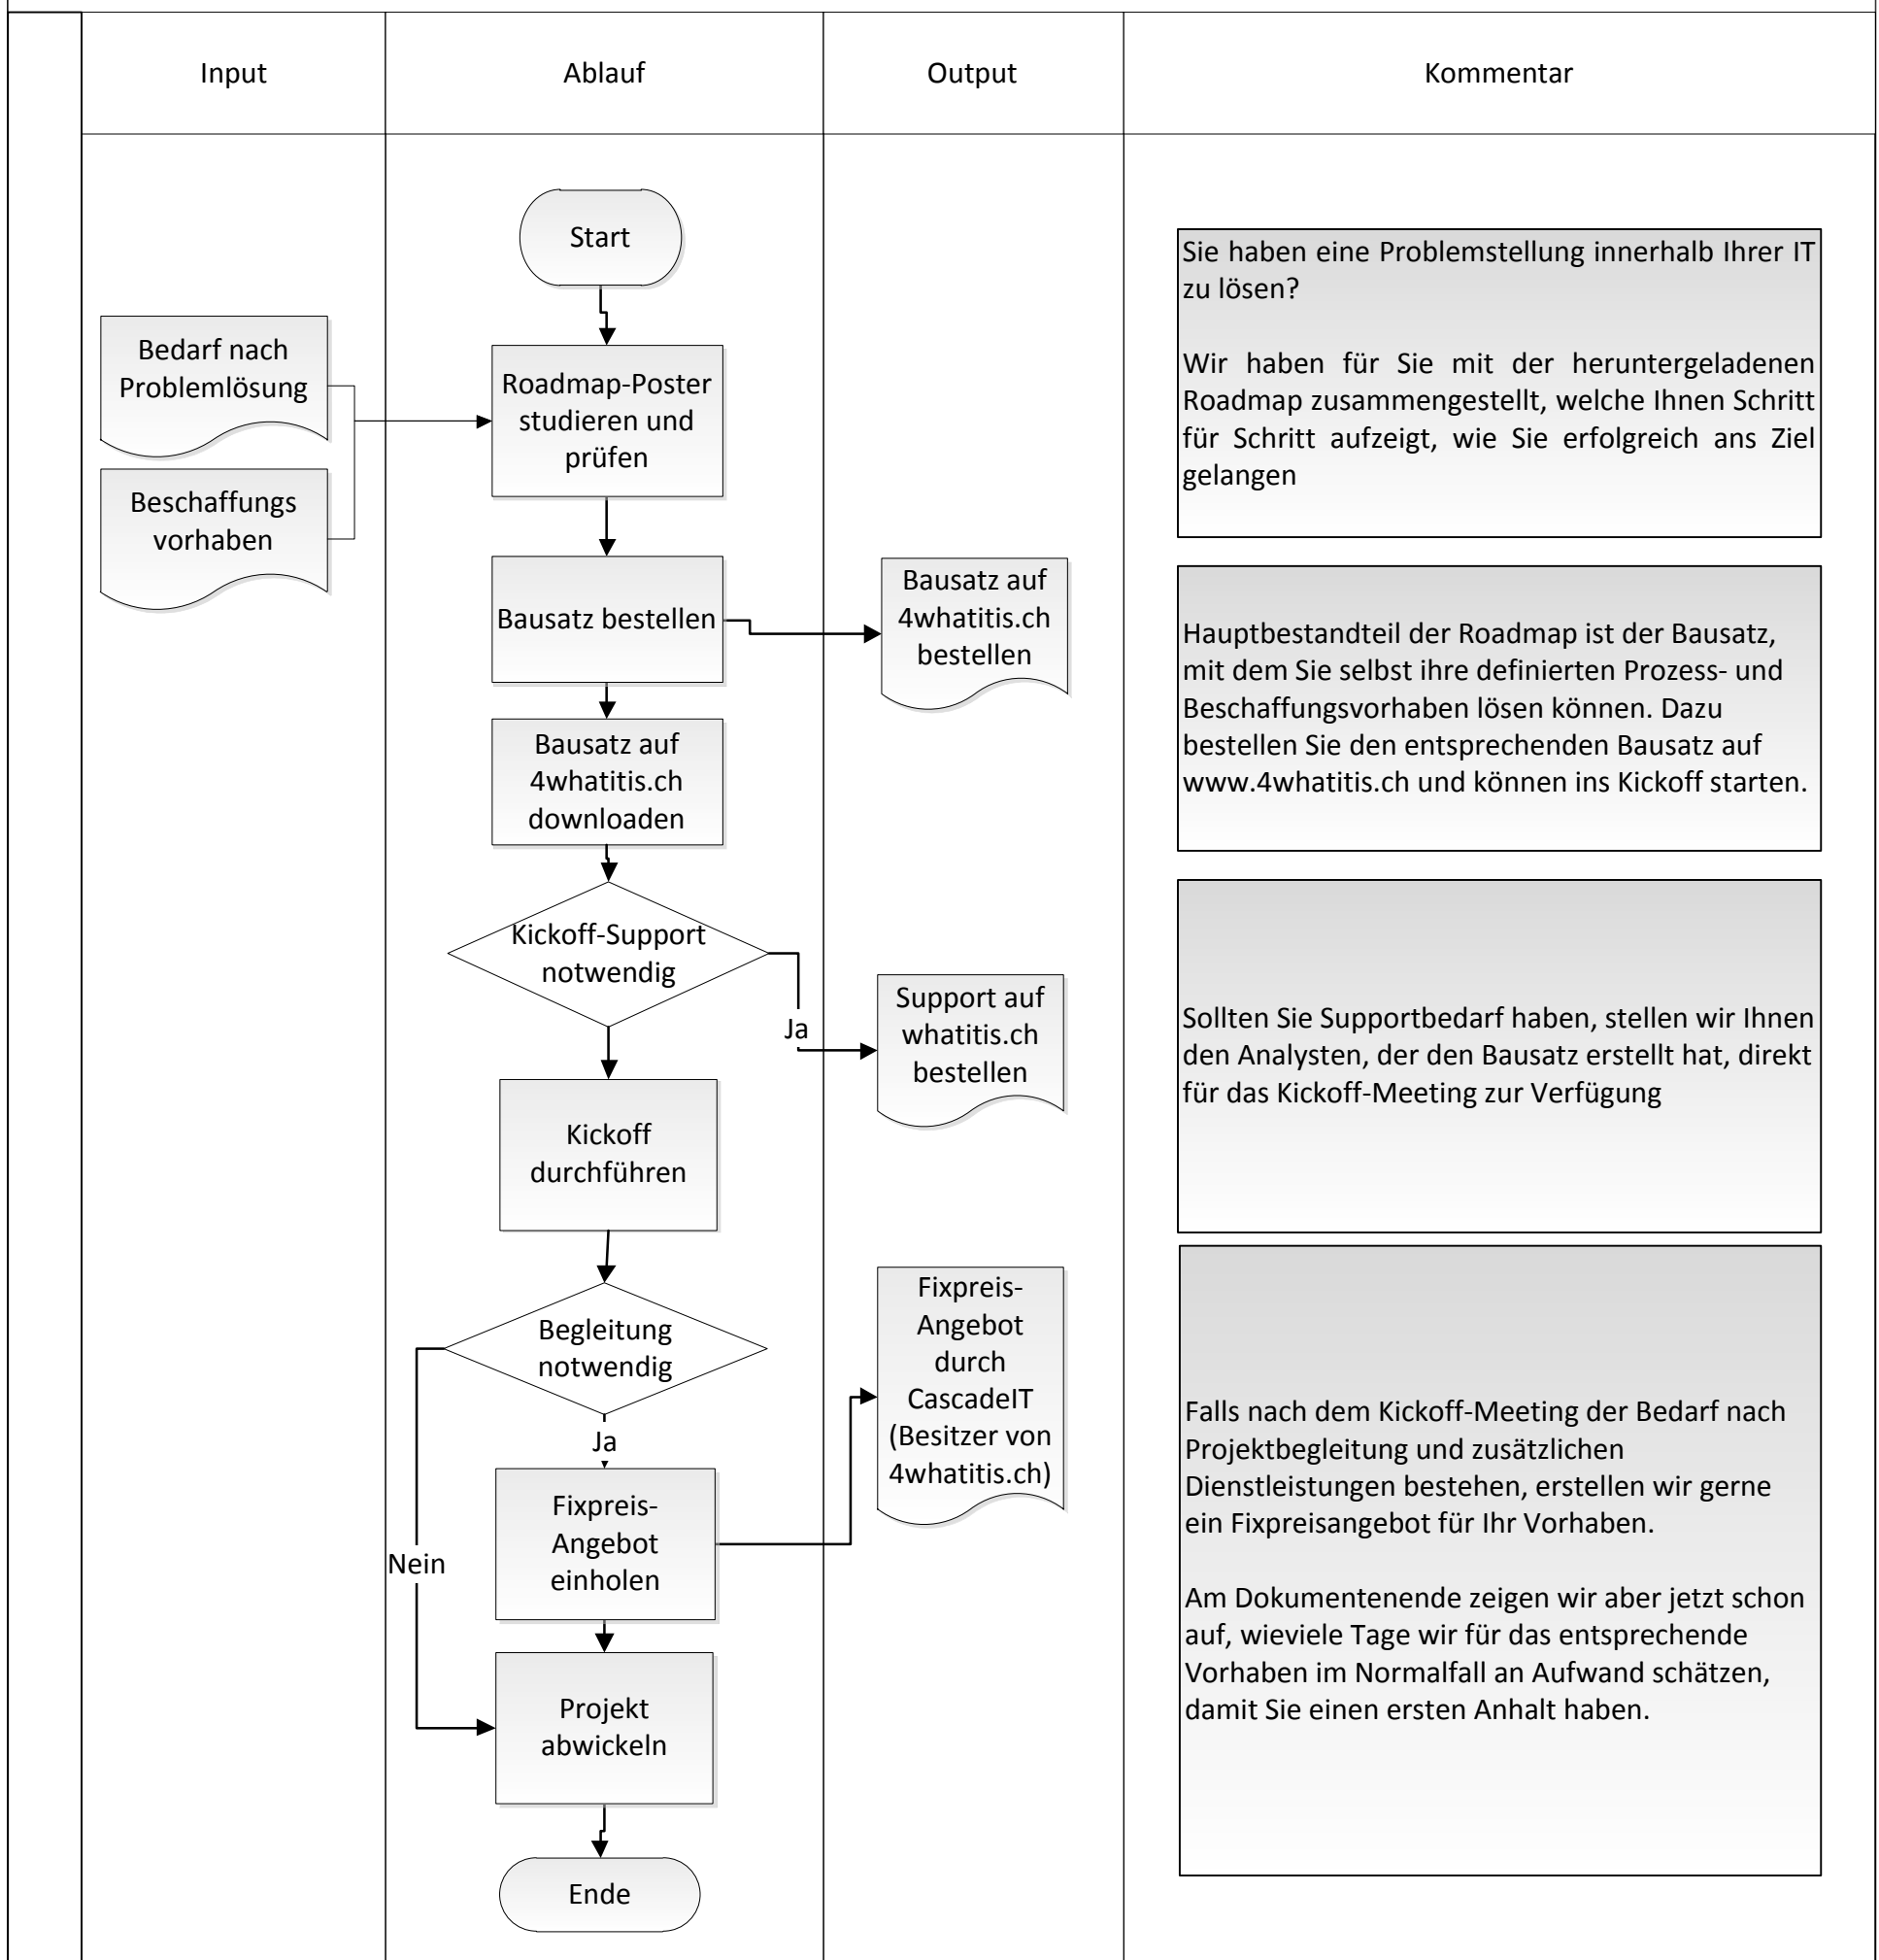 Input
Ablauf
Output
Kommentar
Start
Bedarf nach
Problemlösung
Beschaffungs
vorhaben
Roadmap-Poster
studieren und
prüfen
Sie haben eine Problemstellung innerhalb Ihrer IT
zu lösen?
Wir haben für Sie mit der heruntergeladenen
Roadmap zusammengestellt, welche Ihnen Schritt
für Schritt aufzeigt, wie Sie erfolgreich ans Ziel
gelangen
Bausatz bestellen
Bausatz auf
4whatitis.ch
bestellen
Hauptbestandteil der Roadmap ist der Bausatz,
mit dem Sie selbst ihre definierten Prozess- und
Beschaffungsvorhaben lösen können. Dazu
bestellen Sie den entsprechenden Bausatz auf
www.4whatitis.ch und können ins Kickoff starten.
Bausatz auf
4whatitis.ch
downloaden
Kickoff-Support
notwendig
Ja
Support auf
whatitis.ch
bestellen
Sollten Sie Supportbedarf haben, stellen wir Ihnen
den Analysten, der den Bausatz erstellt hat, direkt
für das Kickoff-Meeting zur Verfügung
Kickoff
durchführen
Begleitung
notwendig
Ja
Nein
Fixpreis-
Angebot
einholen
Fixpreis-
Angebot
durch
CascadeIT
(Besitzer von
4whatitis.ch)
Falls nach dem Kickoff-Meeting der Bedarf nach
Projektbegleitung und zusätzlichen
Dienstleistungen bestehen, erstellen wir gerne
ein Fixpreisangebot für Ihr Vorhaben.
Am Dokumentenende zeigen wir aber jetzt schon
auf, wieviele Tage wir für das entsprechende
Vorhaben im Normalfall an Aufwand schätzen,
damit Sie einen ersten Anhalt haben.
Projekt
abwickeln
Ende